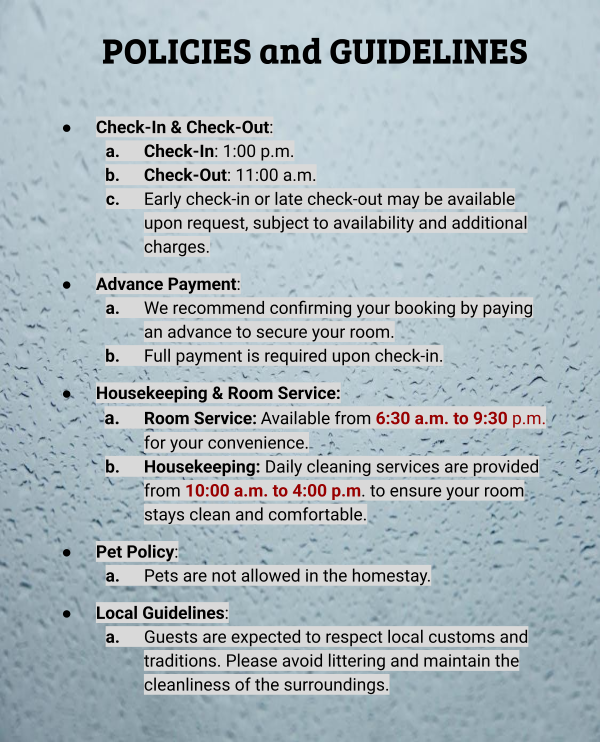 POLICIES and GUIDELINES
● Check-In & Check-Out:
a. Check-In: 1:00 p.m.
b. Check-Out: 11:00 a.m.
c. Early check-in or late check-out may be available
upon request, subject to availability and additional
charges.
● Advance Payment:
a. We recommend confirming your booking by paying
an advance to secure your room.
b. Full payment is required upon check-in.
● Housekeeping & Room Service:
a. Room Service: Available from 6:30 a.m. to 9:30 p.m.
for your convenience.
b. Housekeeping: Daily cleaning services are provided
from 10:00 a.m. to 4:00 p.m. to ensure your room
stays clean and comfortable.
● Pet Policy:
a. Pets are not allowed in the homestay.
● Local Guidelines:
a. Guests are expected to respect local customs and
traditions. Please avoid littering and maintain the
cleanliness of the surroundings.